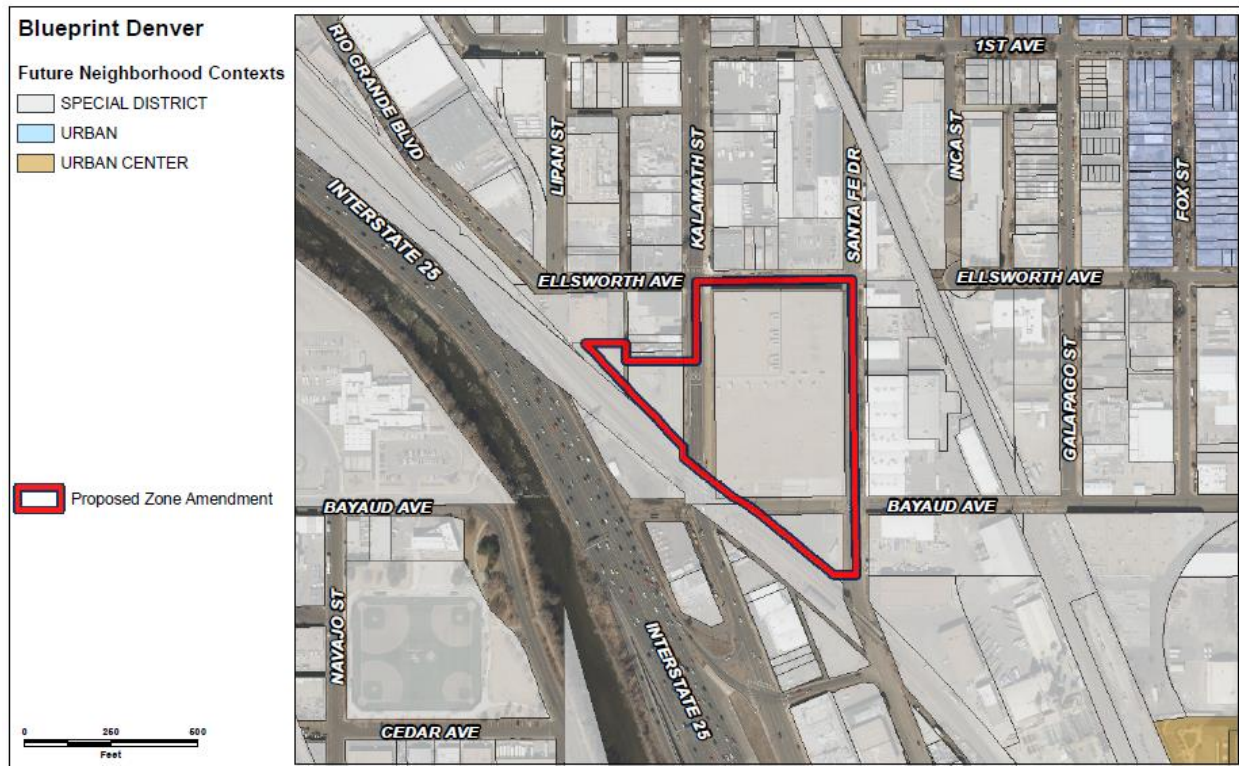 Blueprint Denver
Future Neighborhood Contexts
SPECIAL DISTRICT
URBAN
URBAN CENTER
Proposed Zone Amendment
0 250 500
Feet
RIO GRANDE BLVD
1ST AVE
LIPAN ST
KALAMATH ST
SANTA FE DR
INCA ST
FOX ST
INTERSTATE 25
ELLSWORTH AVE
ELLSWORTH AVE
GALAPAGO ST
BAYAUD AVE
BAYAUD AVE
NAVAJO ST
INTERSTATE 25
CEDAR AVE